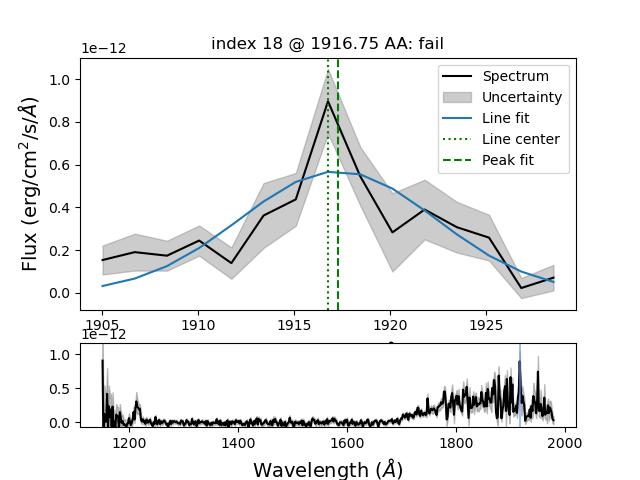 index 18 @ 1916.75 AA: fail
1e−12
Flux (erg/cm²/s/Å)
1.0
0.8
0.6
0.4
0.2
0.0
Spectrum
Uncertainty
Line fit
Line center
Peak fit
1905 1910 1915 1920 1925
1e−12
1.0
0.5
0.0
1200 1400 1600 1800 2000
Wavelength (Å)